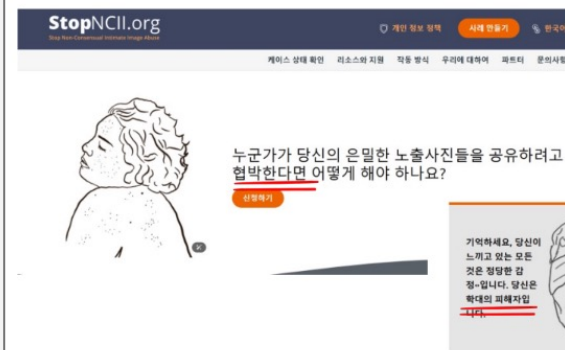 StopNCII.org
Stop Non-Consensual Intimate Image Abuse
개인 정보 정책
사례 만들기
한국어
케이스 상태 확인 리소스와 지원 작동 방식 우리에 대하여 파트너 문의사항
누군가가 당신의 은밀한 노출사진들을 공유하려고
협박한다면 어떻게 해야 하나요?
신청하기
기억하세요, 당신이
느끼고 있는 모든
것은 정당한 감
정–입니다. 당신은
학대의 피해자입
니다.